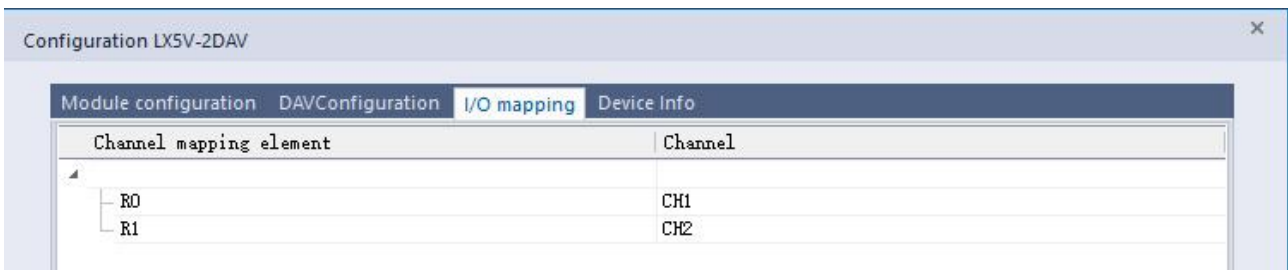 Configuration LX5V-2DAV
Module configuration DAVConfiguration I/O mapping Device Info
Channel mapping element Channel
R0 CH1
R1 CH2